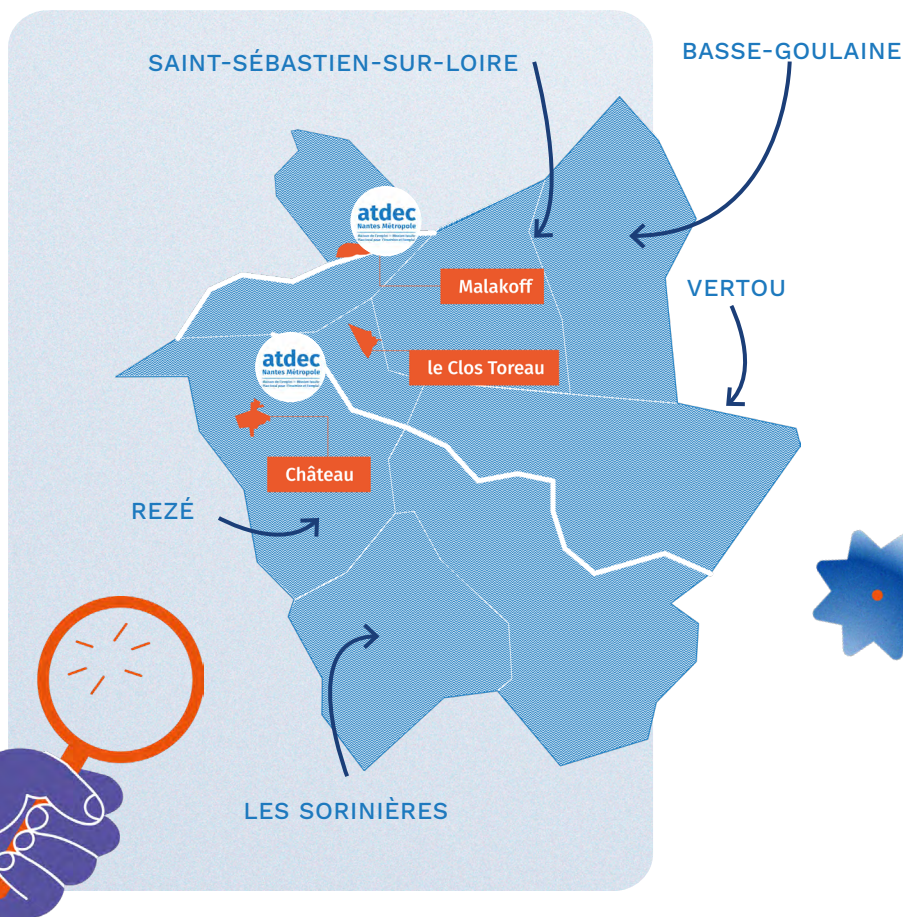 SAINT-SÉBASTIEN-SUR-LOIRE
BASSE-GOULAINE
atdec
Nantes Métropole
Malakoff
VERTOU
atdec
Nantes Métropole
le Clos Toreau
Château
REZÉ
LES SORINIÈRES